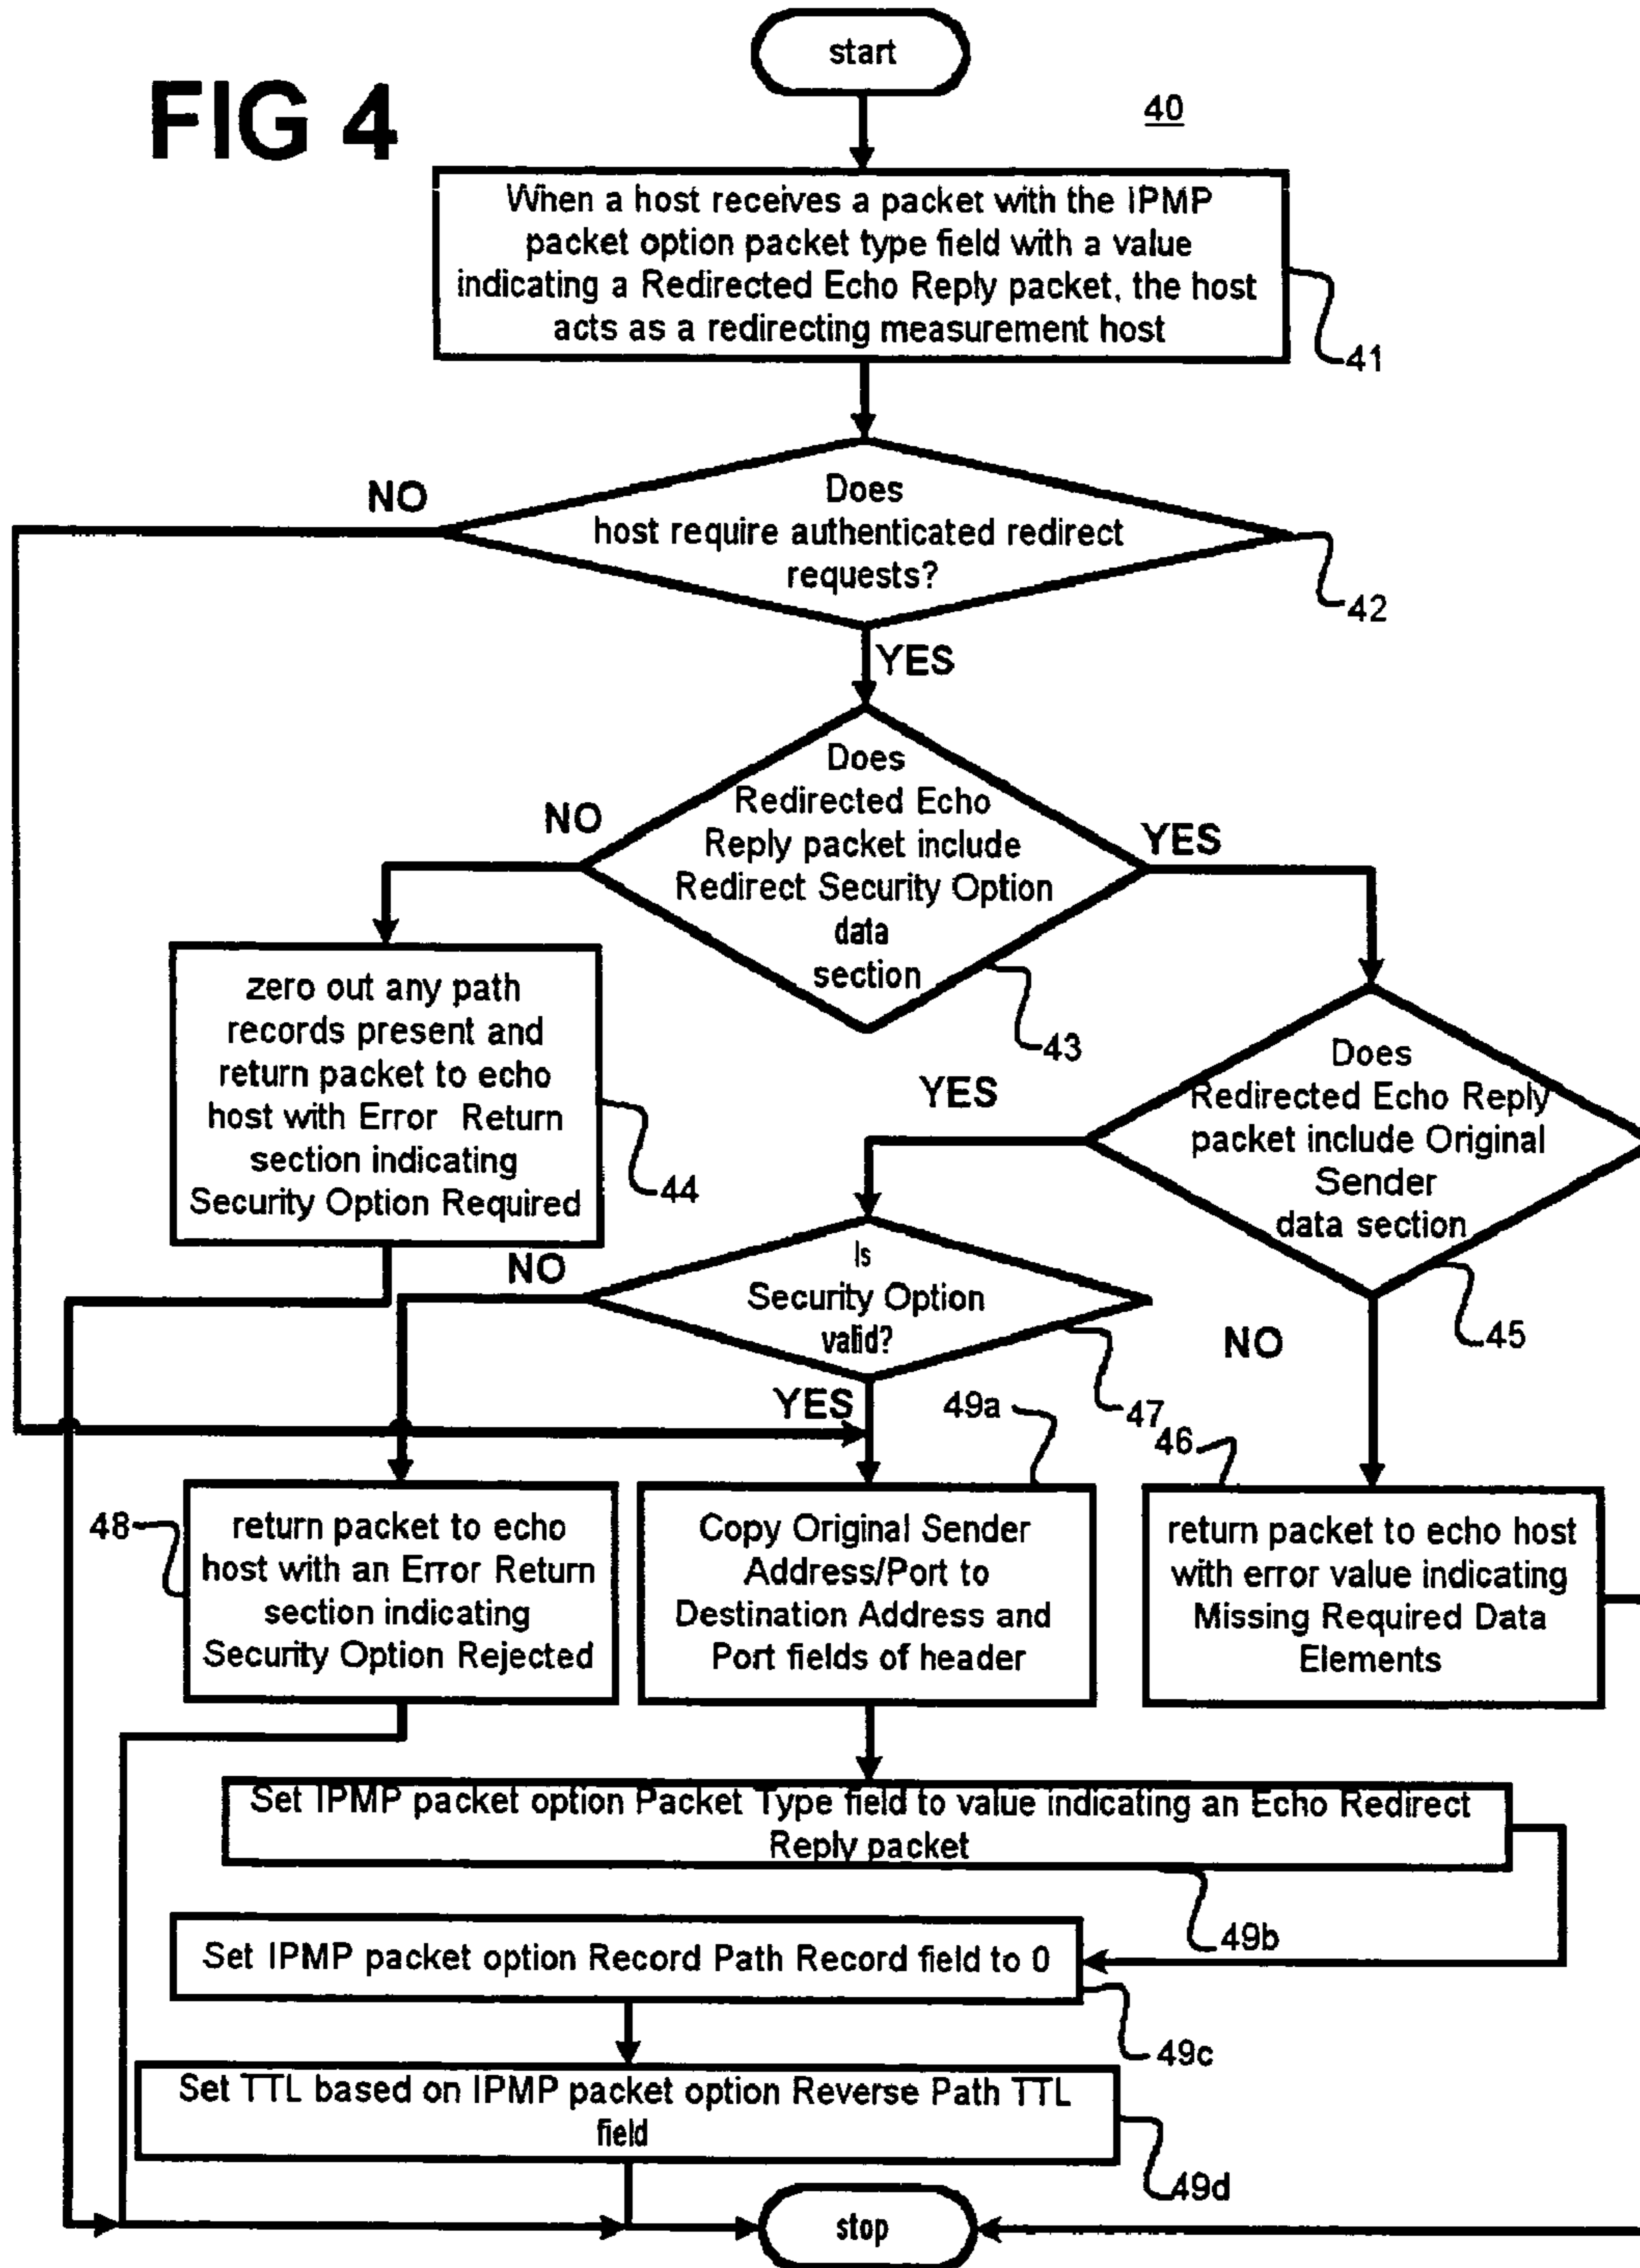 start
FIG 4
40
When a host receives a packet with the IPMP
packet option packet type field with a value
indicating a Redirected Echo Reply packet, the host
acts as a redirecting measurement host
41
NO
Does
host require authenticated redirect
requests?
42
YES
Does
Redirected Echo
Reply packet include
Redirect Security Option
data
section
NO
YES
43
zero out any path
records present and
return packet to echo
host with Error Return
section indicating
Security Option Required
44
Does
Redirected Echo Reply
packet include Original
Sender
data section
YES
45
NO
NO
Is
Security Option
valid?
47
YES
49a
46
48
return packet to echo
host with an Error Return
section indicating
Security Option Rejected
Copy Original Sender
Address/Port to
Destination Address and
Port fields of header
return packet to echo host
with error value indicating
Missing Required Data
Elements
Set IPMP packet option Packet Type field to value indicating an Echo Redirect
Reply packet
49b
Set IPMP packet option Record Path Record field to 0
49c
Set TTL based on IPMP packet option Reverse Path TTL
field
49d
stop